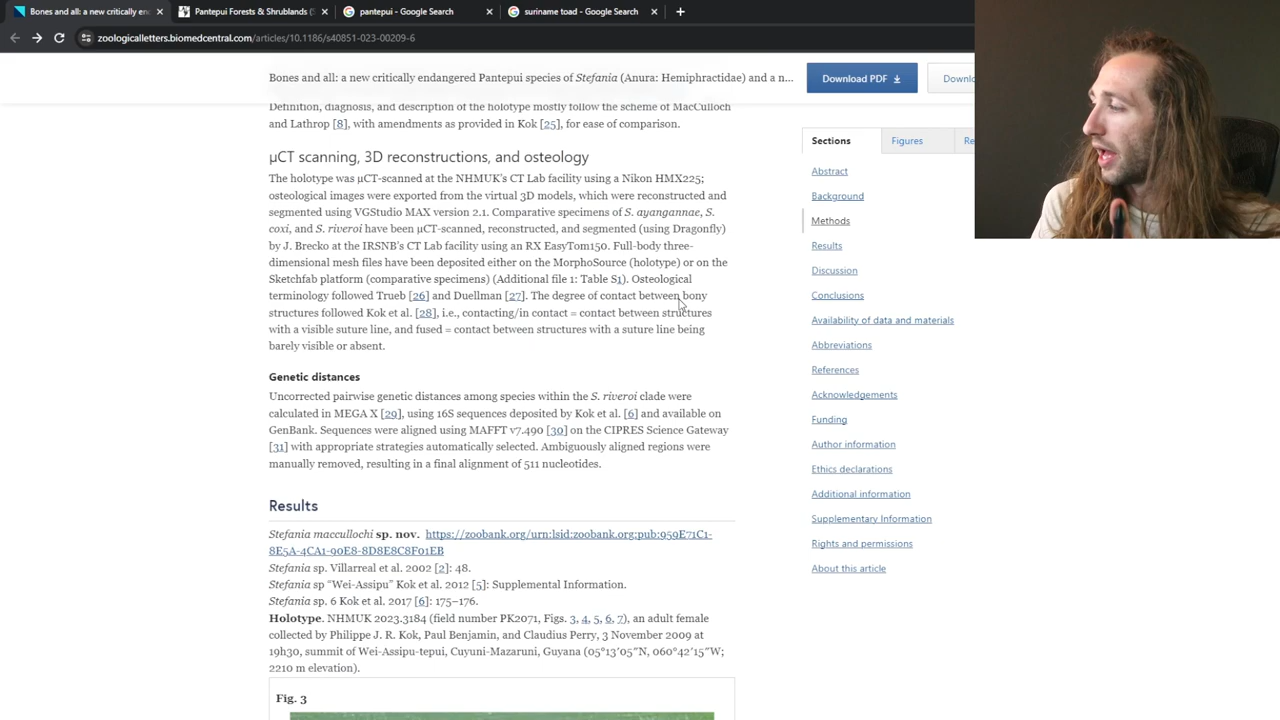 Bones and all: a new critically en
Pantepui Forests & Shrublands (
pantepui - Google Search
suriname toad - Google Search
zoologicalletters.biomedcentral.com/articles/10.1186/s40851-023-00209-6
Bones and all: a new critically endangered Pantepui species of Stefania (Anura: Hemiphractidae) and a n...
Download PDF
Downlo
Definition, diagnosis, and description of the holotype mostly follow the scheme of MacCulloch
and Lathrop [8], with amendments as provided in Kok [25], for ease of comparison.
µCT scanning, 3D reconstructions, and osteology
The holotype was µCT-scanned at the NHMUK's CT Lab facility using a Nikon HMX225;
osteological images were exported from the virtual 3D models, which were reconstructed and
segmented using VGStudio MAX version 2.1. Comparative specimens of S. ayangannae, S.
coxi, and S. riveroi have been µCT-scanned, reconstructed, and segmented (using Dragonfly)
by J. Brecko at the IRSNB's CT Lab facility using an RX EasyTom150. Full-body three-
dimensional mesh files have been deposited either on the MorphoSource (holotype) or on the
Sketchfab platform (comparative specimens) (Additional file 1: Table S1). Osteological
terminology followed Trueb [26] and Duellman [27]. The degree of contact between bony
structures followed Kok et al. [28], i.e., contacting/in contact = contact between structures
with a visible suture line, and fused = contact between structures with a suture line being
barely visible or absent.
Genetic distances
Uncorrected pairwise genetic distances among species within the S. riveroi clade were
calculated in MEGA X [29], using 16S sequences deposited by Kok et al. [6] and available on
GenBank. Sequences were aligned using MAFFT v7.490 [30] on the CIPRES Science Gateway
[31] with appropriate strategies automatically selected. Ambiguously aligned regions were
manually removed, resulting in a final alignment of 511 nucleotides.
Results
Stefania maccullochi sp. nov. https://zoobank.org/urn:lsid:zoobank.org:pub:959E71C1-
8E5A-4CA1-90E8-8D8E8C8F01EB
Stefania sp. Villarreal et al. 2002 [2]: 48.
Stefania sp "Wei-Assipu" Kok et al. 2012 [5]: Supplemental Information.
Stefania sp. 6 Kok et al. 2017 [6]: 175–176.
Holotype. NHMUK 2023.3184 (field number PK2071, Figs. 3, 4, 5, 6, 7), an adult female
collected by Philippe J. R. Kok, Paul Benjamin, and Claudius Perry, 3 November 2009 at
19h30, summit of Wei-Assipu-tepui, Cuyuni-Mazaruni, Guyana (05°13′05″N, 060°42′15″W;
2210 m elevation).
Fig. 3
Sections
Figures
Re
Abstract
Background
Methods
Results
Discussion
Conclusions
Availability of data and materials
Abbreviations
References
Acknowledgements
Funding
Author information
Ethics declarations
Additional information
Supplementary Information
Rights and permissions
About this article